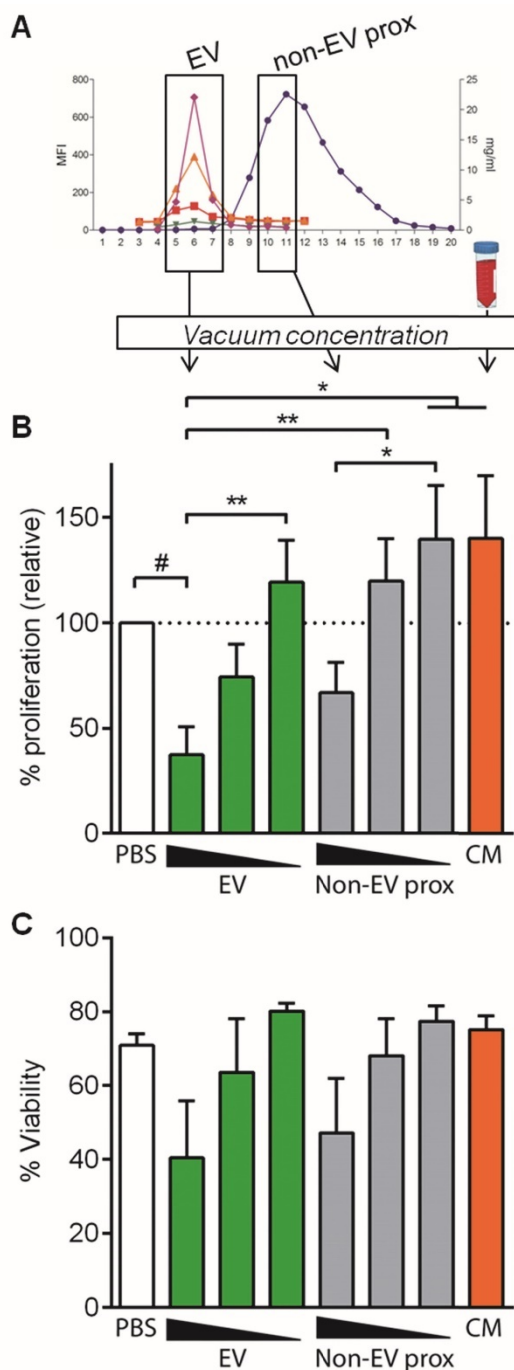 A
EV
non-EV prox
800
600
400
200
0
MFI
25
20
15
10
5
0
mg/ml
1 2 3 4 5 6 7 8 9 10 11 12 13 14 15 16 17 18 19 20
Vacuum concentration
B
*
**
*
**
#
% proliferation (relative)
150
100
50
0
PBS
EV
Non-EV prox
CM
C
% Viability
100
80
60
40
20
0
PBS
EV
Non-EV prox
CM